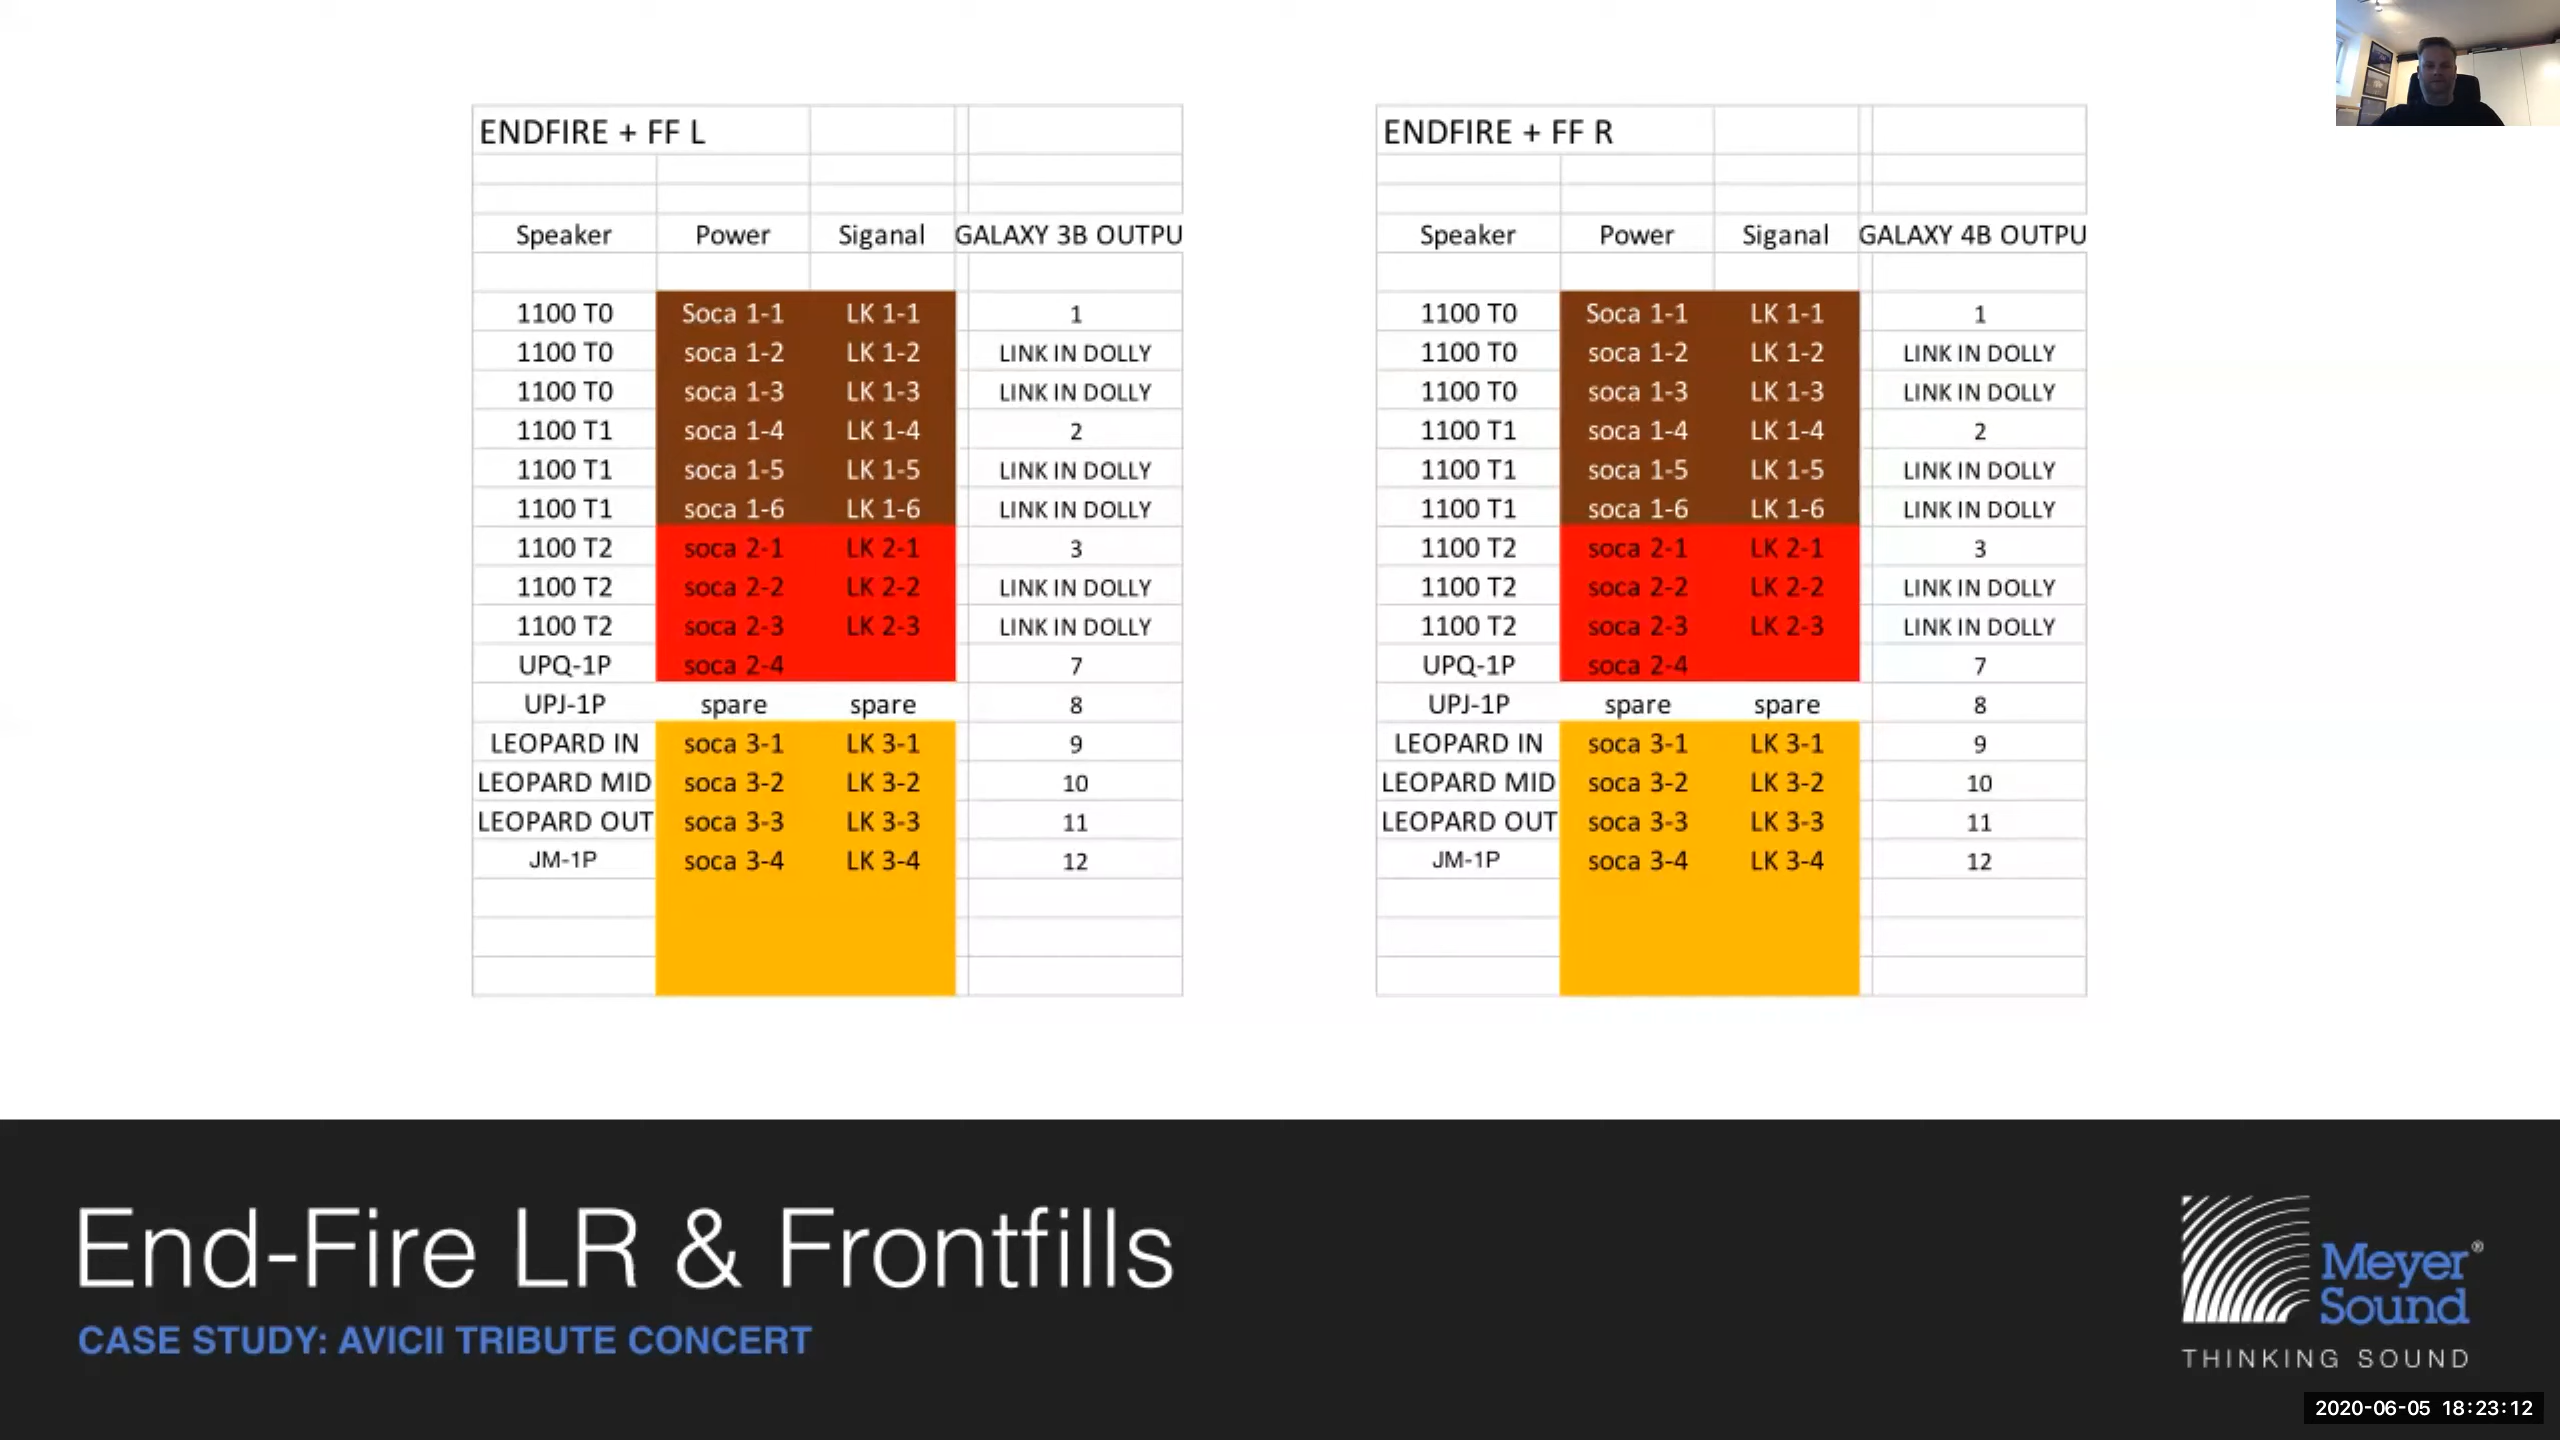 ENDFIRE + FF L
Speaker Power Siganal GALAXY 3B OUTPU
1100 T0 Soca 1-1 LK 1-1 1
1100 T0 soca 1-2 LK 1-2 LINK IN DOLLY
1100 T0 soca 1-3 LK 1-3 LINK IN DOLLY
1100 T1 soca 1-4 LK 1-4 2
1100 T1 soca 1-5 LK 1-5 LINK IN DOLLY
1100 T1 soca 1-6 LK 1-6 LINK IN DOLLY
1100 T2 soca 2-1 LK 2-1 3
1100 T2 soca 2-2 LK 2-2 LINK IN DOLLY
1100 T2 soca 2-3 LK 2-3 LINK IN DOLLY
UPQ-1P soca 2-4 7
UPJ-1P spare spare 8
LEOPARD IN soca 3-1 LK 3-1 9
LEOPARD MID soca 3-2 LK 3-2 10
LEOPARD OUT soca 3-3 LK 3-3 11
JM-1P soca 3-4 LK 3-4 12
ENDFIRE + FF R
Speaker Power Siganal GALAXY 4B OUTPU
1100 T0 Soca 1-1 LK 1-1 1
1100 T0 soca 1-2 LK 1-2 LINK IN DOLLY
1100 T0 soca 1-3 LK 1-3 LINK IN DOLLY
1100 T1 soca 1-4 LK 1-4 2
1100 T1 soca 1-5 LK 1-5 LINK IN DOLLY
1100 T1 soca 1-6 LK 1-6 LINK IN DOLLY
1100 T2 soca 2-1 LK 2-1 3
1100 T2 soca 2-2 LK 2-2 LINK IN DOLLY
1100 T2 soca 2-3 LK 2-3 LINK IN DOLLY
UPQ-1P soca 2-4 7
UPJ-1P spare spare 8
LEOPARD IN soca 3-1 LK 3-1 9
LEOPARD MID soca 3-2 LK 3-2 10
LEOPARD OUT soca 3-3 LK 3-3 11
JM-1P soca 3-4 LK 3-4 12
End-Fire LR & Frontfills
CASE STUDY: AVICII TRIBUTE CONCERT
Meyer®
Sound
THINKING SOUND
2020-06-05 18:23:12